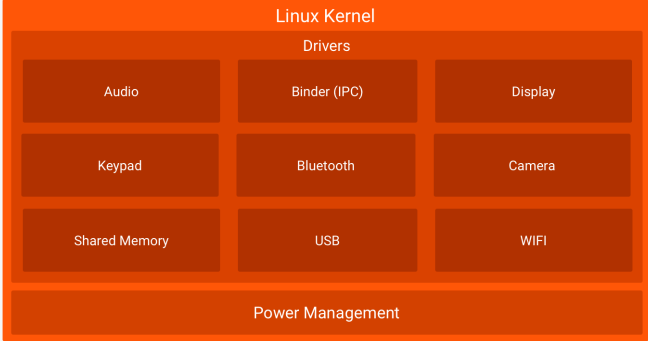 Linux Kernel
Drivers
Audio
Binder (IPC)
Display
Keypad
Bluetooth
Camera
Shared Memory
USB
WIFI
Power Management